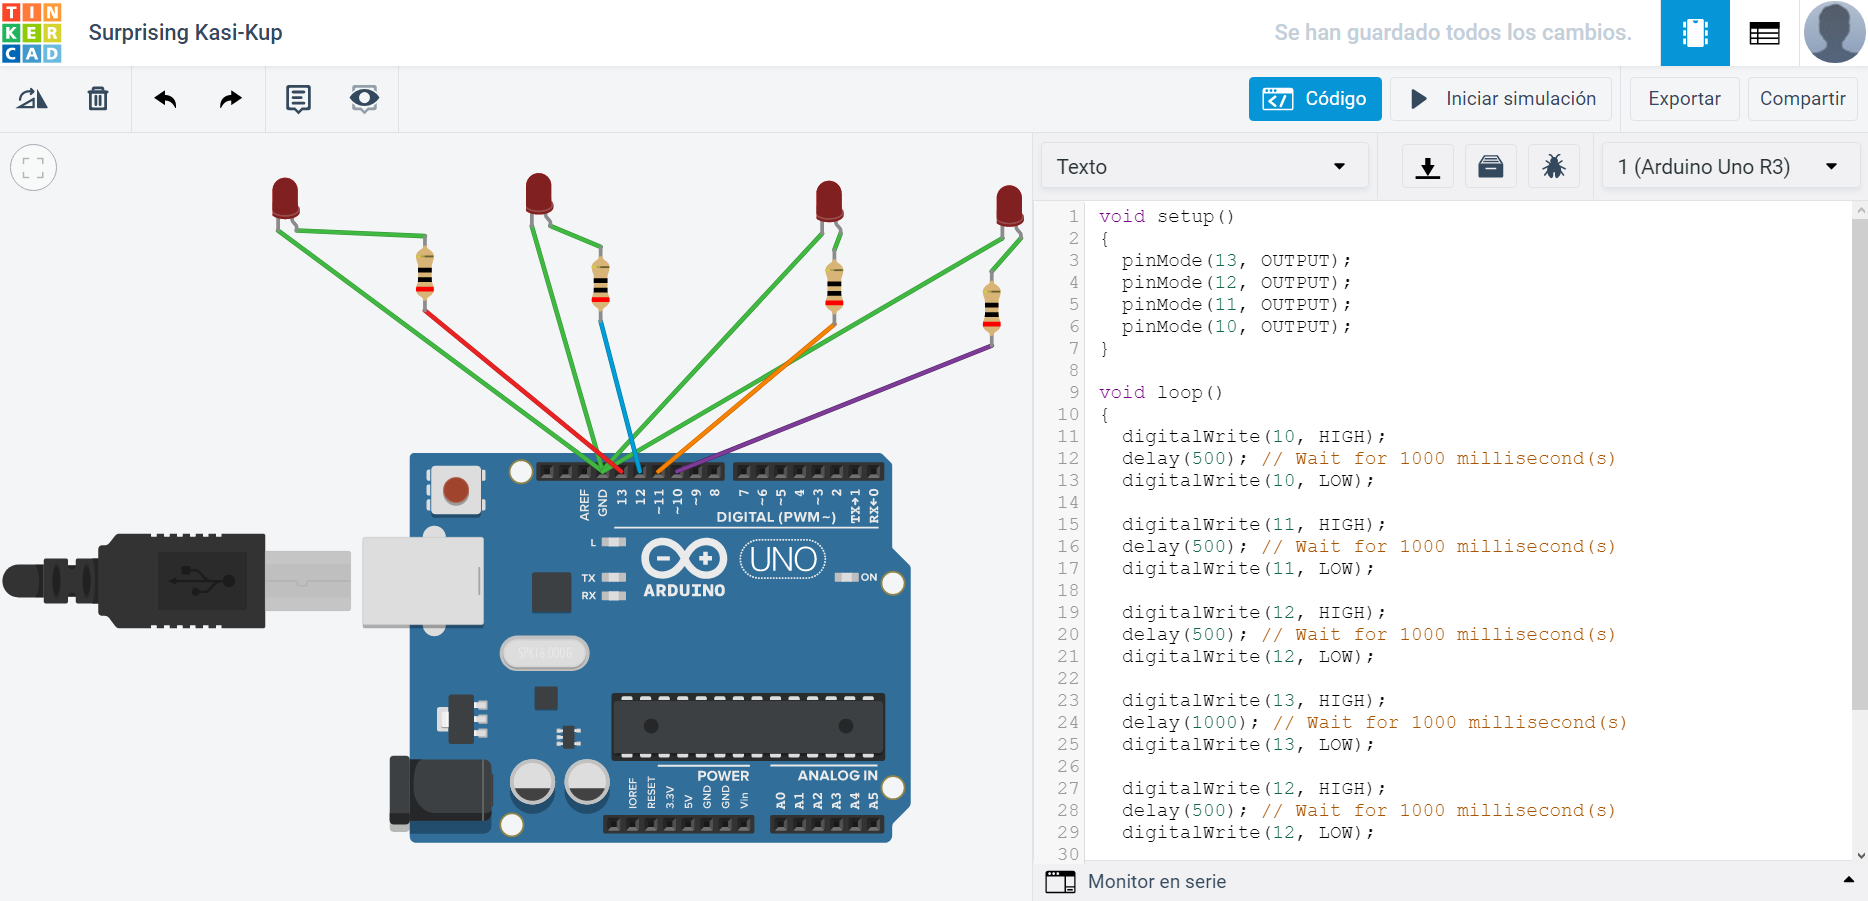 TIN
KER
CAD
Surprising Kasi-Kup
Se han guardado todos los cambios.
Código
Iniciar simulación
Exportar
Compartir
Texto
1 (Arduino Uno R3)
1 void setup()
2 {
3 pinMode(13, OUTPUT);
4 pinMode(12, OUTPUT);
5 pinMode(11, OUTPUT);
6 pinMode(10, OUTPUT);
7 }
8
9 void loop()
10 {
11 digitalWrite(10, HIGH);
12 delay(500); // Wait for 1000 millisecond(s)
13 digitalWrite(10, LOW);
14
15 digitalWrite(11, HIGH);
16 delay(500); // Wait for 1000 millisecond(s)
17 digitalWrite(11, LOW);
18
19 digitalWrite(12, HIGH);
20 delay(500); // Wait for 1000 millisecond(s)
21 digitalWrite(12, LOW);
22
23 digitalWrite(13, HIGH);
24 delay(1000); // Wait for 1000 millisecond(s)
25 digitalWrite(13, LOW);
26
27 digitalWrite(12, HIGH);
28 delay(500); // Wait for 1000 millisecond(s)
29 digitalWrite(12, LOW);
30
Monitor en serie
AREF GND 13 12 ~11 ~10 ~9 8 7 ~6 ~5 4 ~3 2 TX→1 RX←0
DIGITAL (PWM~)
L
TX
RX
ARDUINO
UNO
ON
SPK16.000G
POWER
ANALOG IN
IOREF RESET 3.3V 5V GND GND Vin A0 A1 A2 A3 A4 A5